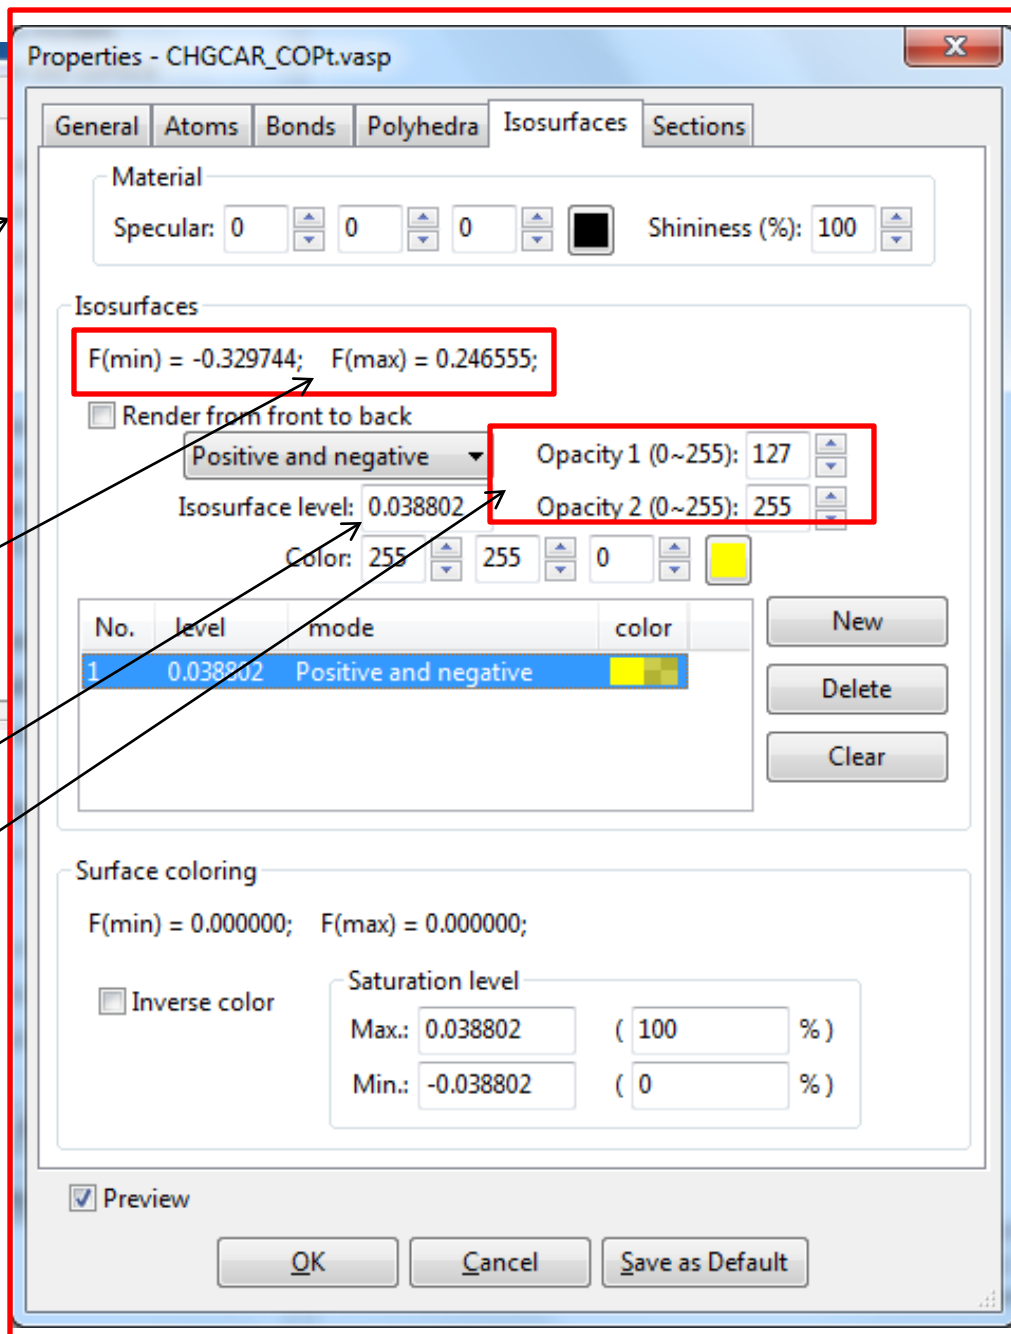 Properties - CHGCAR_COPt.vasp
X
General Atoms Bonds Polyhedra Isosurfaces Sections
Material
Specular: 0 0 0 Shininess (%): 100
Isosurfaces
F(min) = -0.329744; F(max) = 0.246555;
Render from front to back
Positive and negative Opacity 1 (0~255): 127
Isosurface level: 0.038802 Opacity 2 (0~255): 255
Color: 255 255 0
No. level mode color
1 0.038802 Positive and negative
New
Delete
Clear
Surface coloring
F(min) = 0.000000; F(max) = 0.000000;
Inverse color
Saturation level
Max.: 0.038802 ( 100 % )
Min.: -0.038802 ( 0 % )
Preview
OK Cancel Save as Default